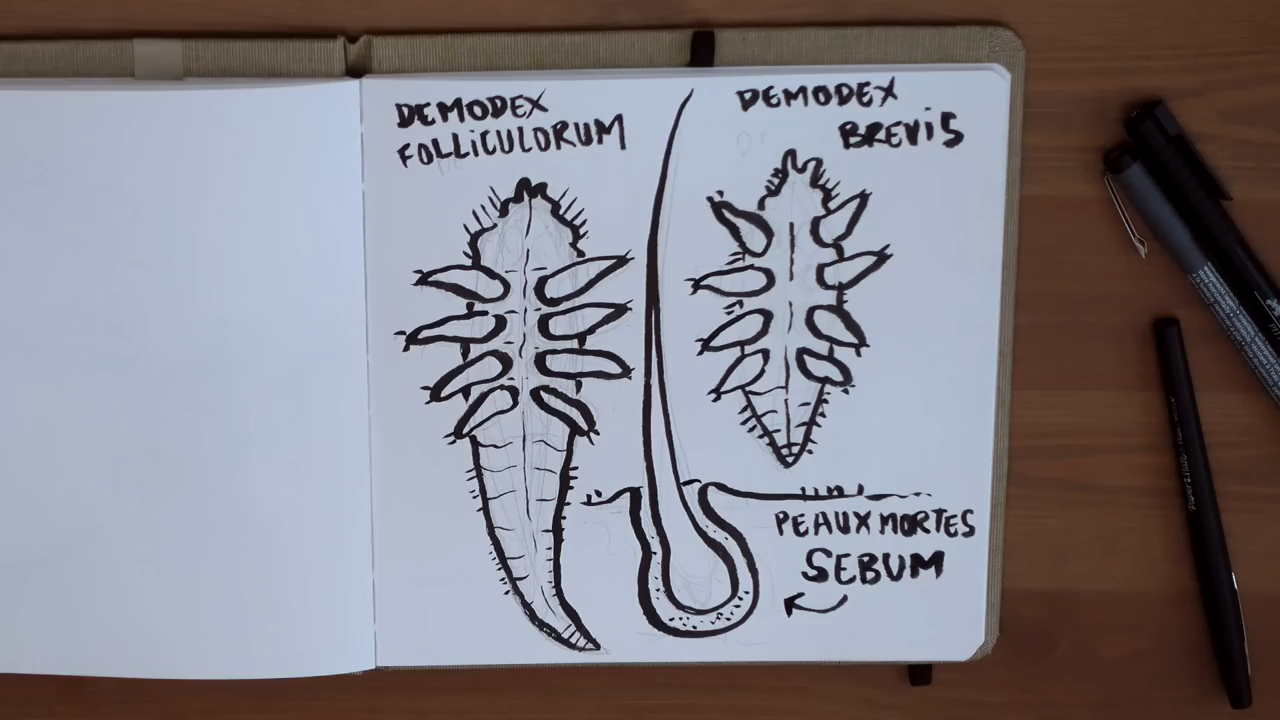 DEMODEX
FOLLiCULORUM
DEMODEX
BREViS
PEAUX MORTES
SEBUM